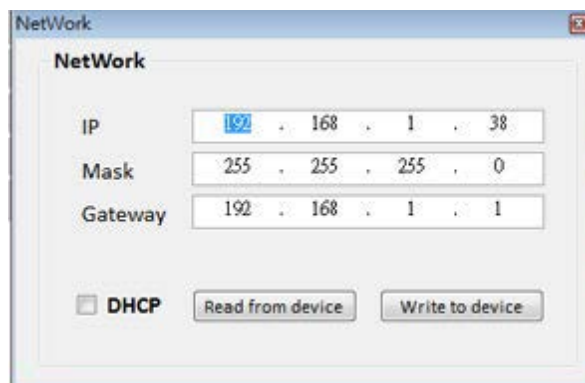 NetWork
NetWork
IP 192 . 168 . 1 . 38
Mask 255 . 255 . 255 . 0
Gateway 192 . 168 . 1 . 1
DHCP Read from device Write to device